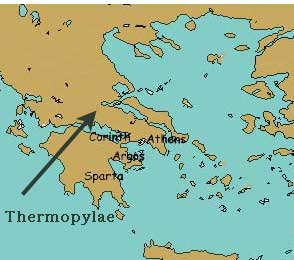 Corinth
Athens
Argos
Sparta
Thermopylae